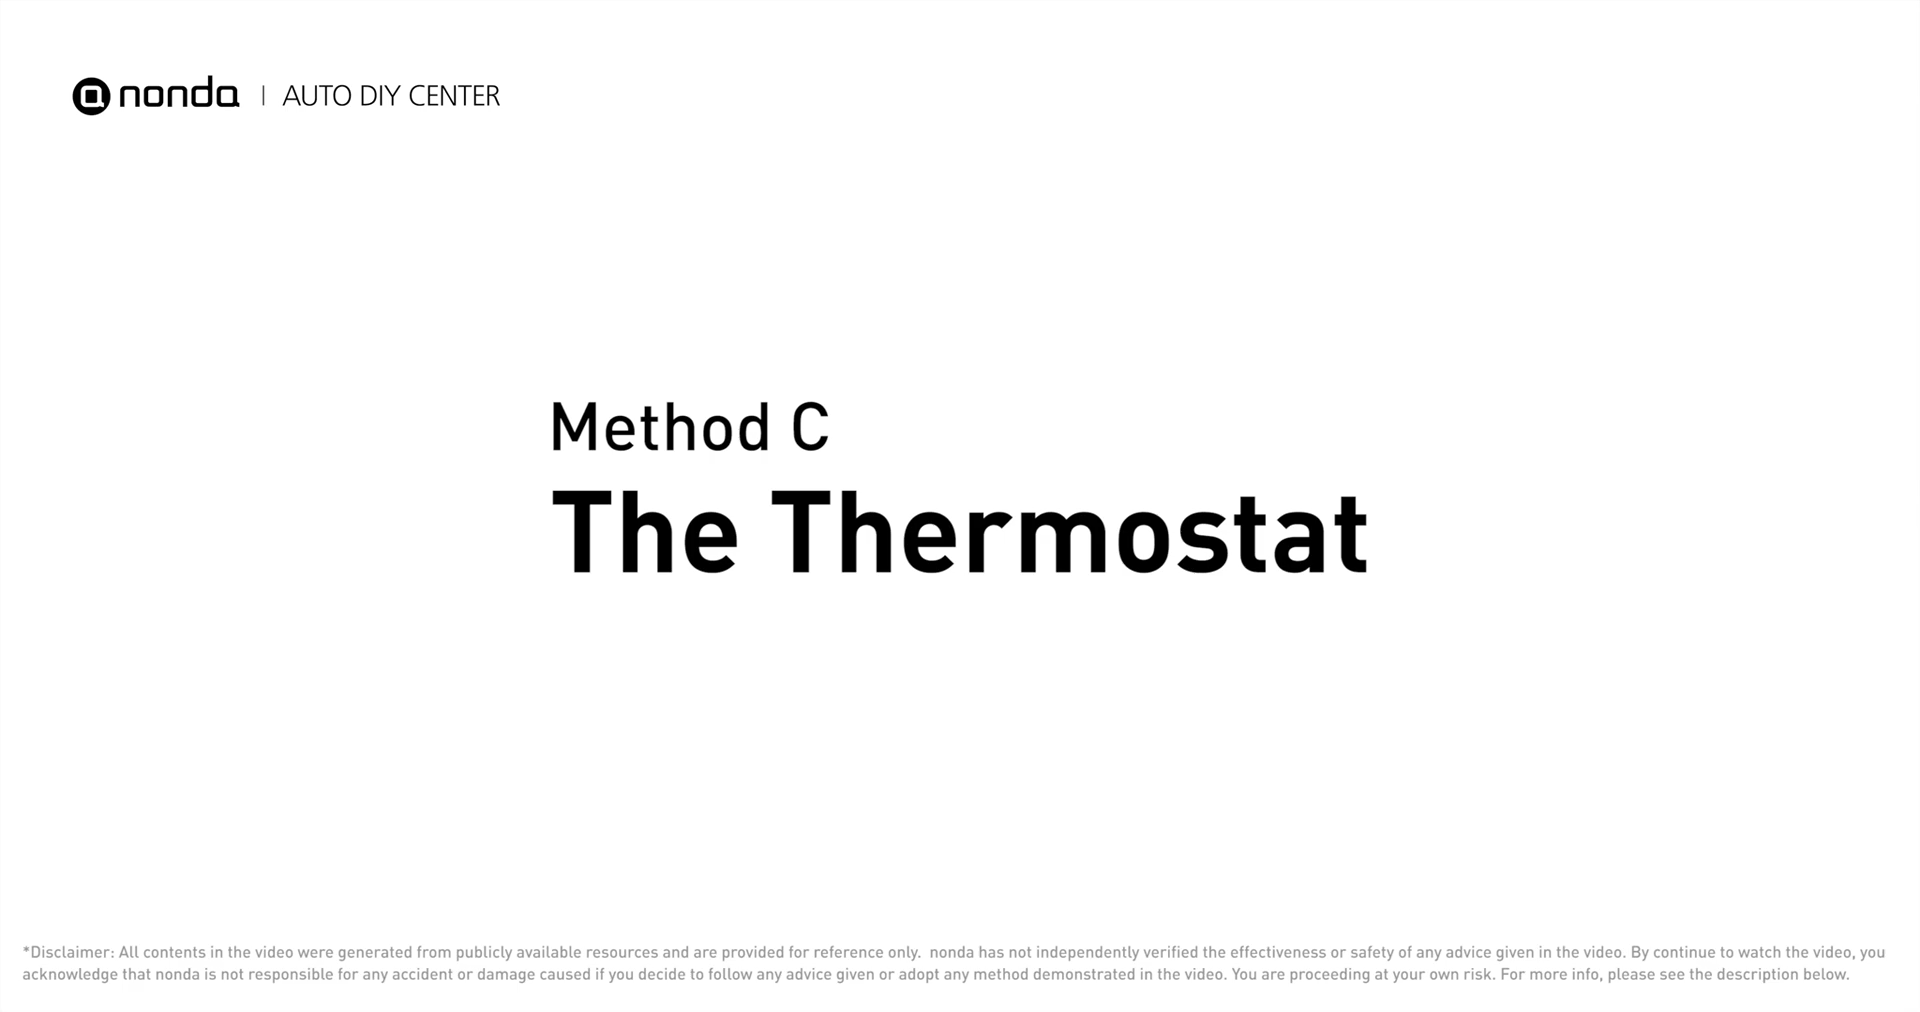 nonda | AUTO DIY CENTER
Method C
The Thermostat
*Disclaimer: All contents in the video were generated from publicly available resources and are provided for reference only.  nonda has not independently verified the effectiveness or safety of any advice given in the video. By continue to watch the video, you
acknowledge that nonda is not responsible for any accident or damage caused if you decide to follow any advice given or adopt any method demonstrated in the video. You are proceeding at your own risk. For more info, please see the description below.